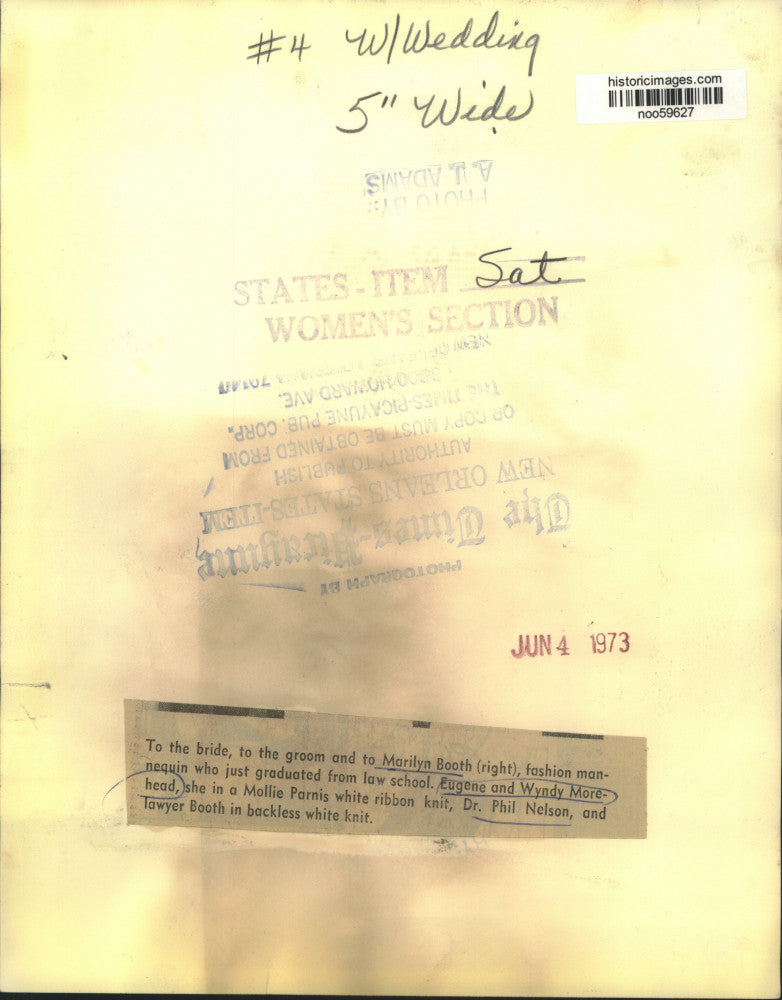 #4 W/Wedding
5" Wide
historicimages.com
noo59627
PHOTO BY:
A. J. ADAMS
STATES-ITEM Sat
WOMEN'S SECTION
PHOTOGRAPH BY
The Times-Picayune
NEW ORLEANS STATES-ITEM
AUTHORITY TO PUBLISH
OR COPY MUST BE OBTAINED FROM
THE TIMES-PICAYUNE PUB. CORP.
3800 HOWARD AVE.
NEW ORLEANS, LOUISIANA 70140
JUN 4 1973
To the bride, to the groom and to Marilyn Booth (right), fashion man-
nequin who just graduated from law school. Eugene and Wyndy More-
head, she in a Mollie Parnis white ribbon knit, Dr. Phil Nelson, and
lawyer Booth in backless white knit.